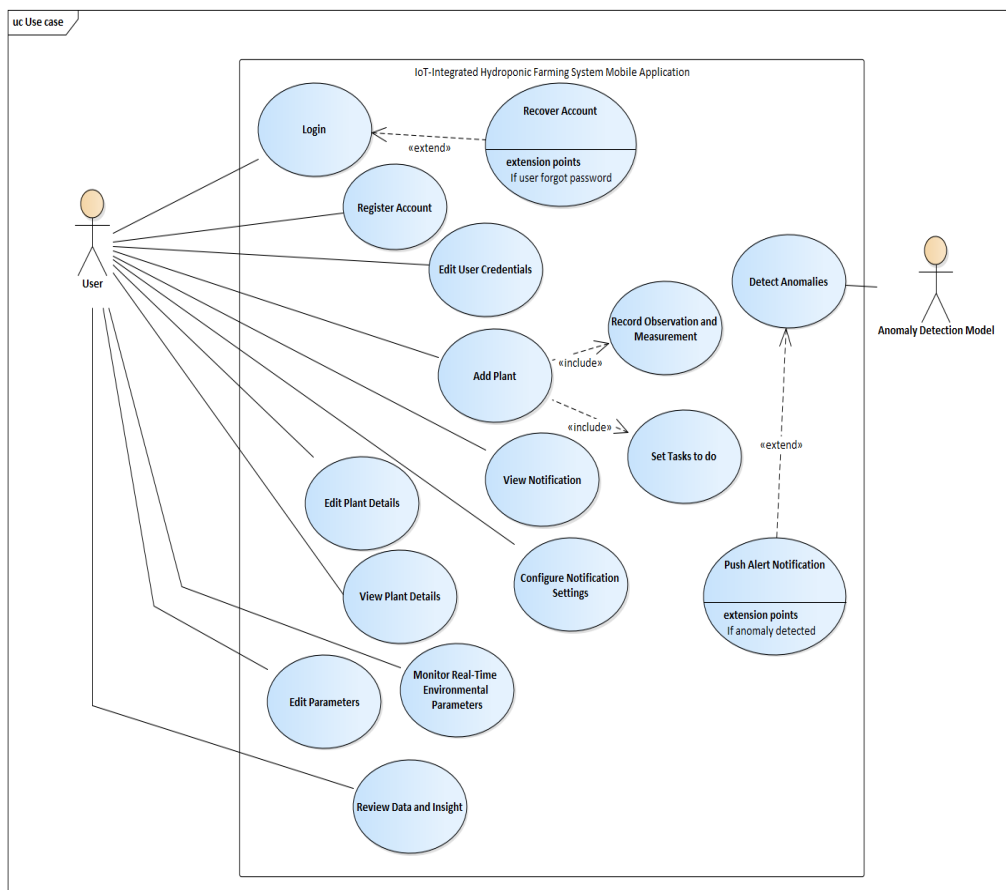 uc Use case
IoT-Integrated Hydroponic Farming System Mobile Application
Login
Recover Account
«extend»
extension points
If user forgot password
Register Account
User
Edit User Credentials
Detect Anomalies
Anomaly Detection Model
Record Observation and
Measurement
«include»
Add Plant
«include»
Set Tasks to do
«extend»
View Notification
Edit Plant Details
Push Alert Notification
extension points
If anomaly detected
Configure Notification
Settings
View Plant Details
Monitor Real-Time
Environmental
Parameters
Edit Parameters
Review Data and Insight